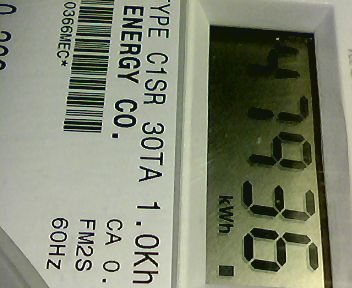 TYPE C1SR 30TA 1.0Kh
ENERGY CO.
CA 0.
FM2S
60HZ
0366MEC*
47936
kWh